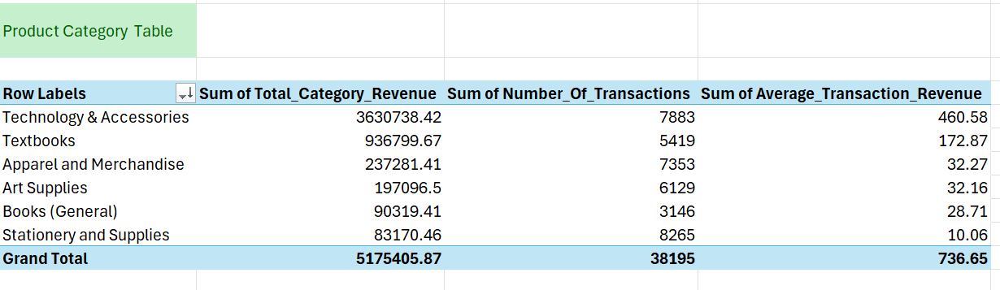 Product Category Table
Row Labels Sum of Total_Category_Revenue Sum of Number_Of_Transactions Sum of Average_Transaction_Revenue
Technology & Accessories 3630738.42 7883 460.58
Textbooks 936799.67 5419 172.87
Apparel and Merchandise 237281.41 7353 32.27
Art Supplies 197096.5 6129 32.16
Books (General) 90319.41 3146 28.71
Stationery and Supplies 83170.46 8265 10.06
Grand Total 5175405.87 38195 736.65